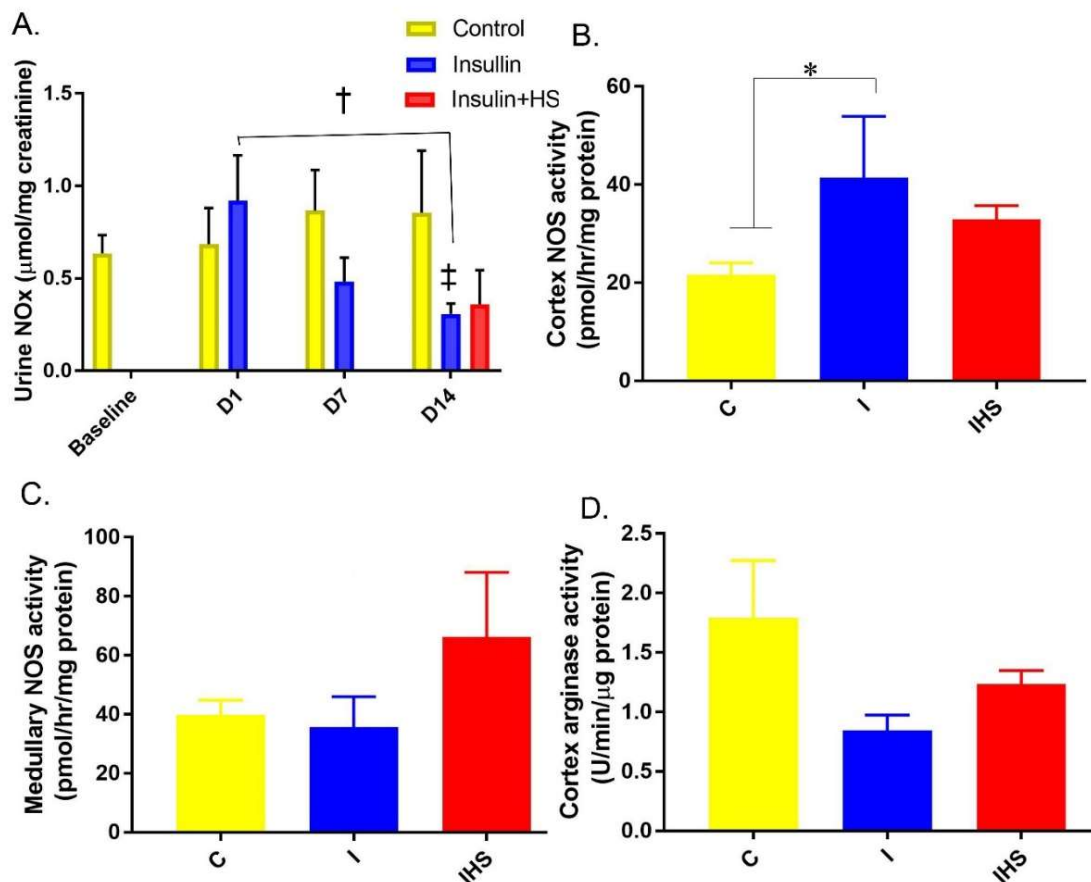 A.
Control
Insullin
Insulin+HS
Urine NOx (μmol/mg creatinine)
1.5
1.0
0.5
0.0
†
‡
Baseline
D1
D7
D14
B.
Cortex NOS activity
(pmol/hr/mg protein)
60
40
20
0
*
C
I
IHS
C.
Medullary NOS activity
(pmol/hr/mg protein)
100
80
60
40
20
0
C
I
IHS
D.
Cortex arginase activity
(U/min/μg protein)
2.5
2.0
1.5
1.0
0.5
0.0
C
I
IHS